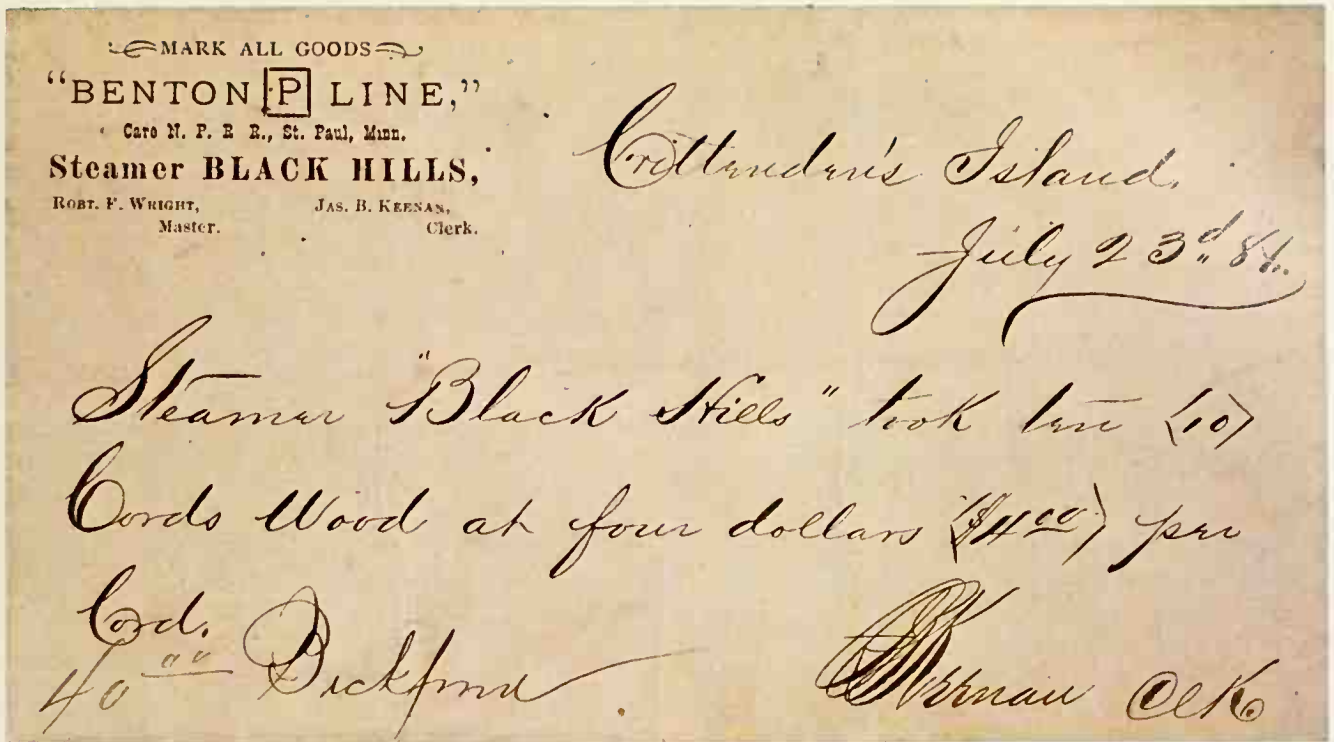 MARK ALL GOODS
"BENTON P LINE,"
Care N. P. R R., St. Paul, Minn.
Steamer BLACK HILLS,
ROBT. F. WRIGHT, JAS. B. KEENAN,
Master. Clerk.
Crittenden's Island.
July 23d 84.
Steamer "Black Hills" took ten (10)
Cords Wood at four dollars ($4 00) per
Cord.
40 00 Bickford Keenan Clk